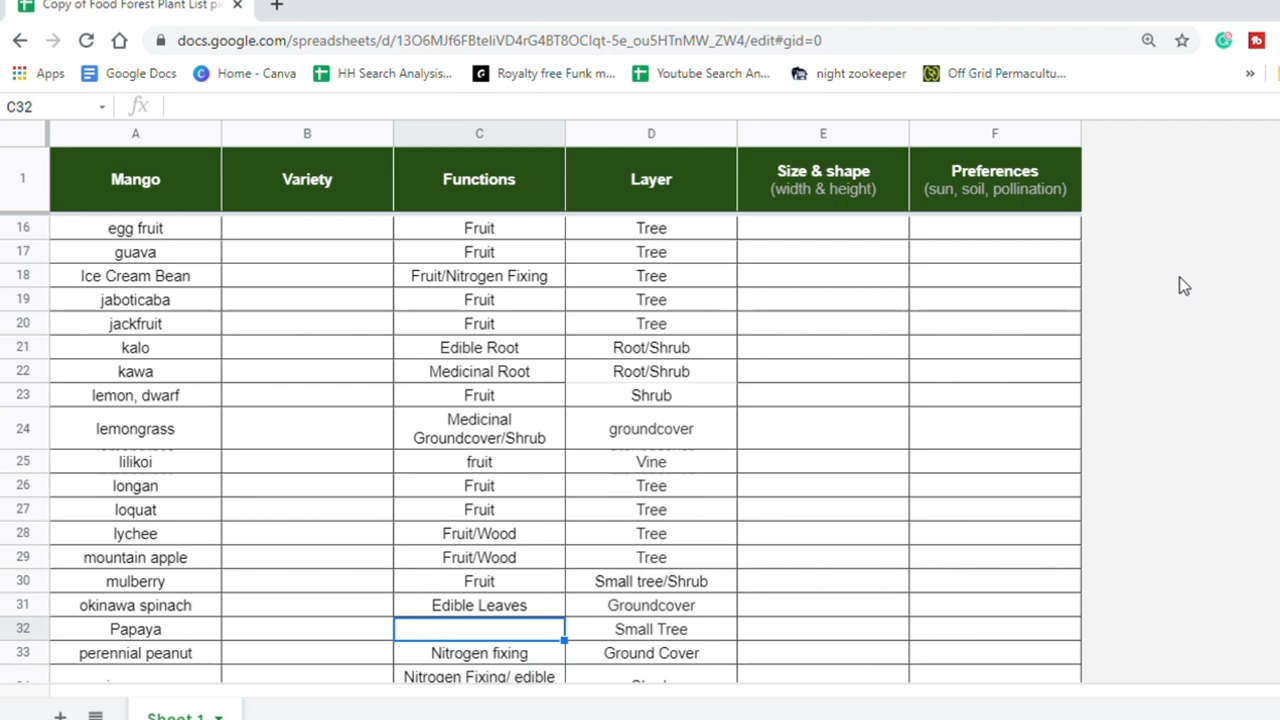 Copy of Food Forest Plant List pi
docs.google.com/spreadsheets/d/13O6MJf6FBteIiVD4rG4BT8OCIqt-5e_ou5HTnMW_ZW4/edit#gid=0
Apps Google Docs Home - Canva HH Search Analysis... Royalty free Funk m... Youtube Search An... night zookeeper Off Grid Permacultu... »
C32 fx
A B C D E F
1 Mango Variety Functions Layer Size & shape Preferences
(width & height) (sun, soil, pollination)
16 egg fruit Fruit Tree
17 guava Fruit Tree
18 Ice Cream Bean Fruit/Nitrogen Fixing Tree
19 jaboticaba Fruit Tree
20 jackfruit Fruit Tree
21 kalo Edible Root Root/Shrub
22 kawa Medicinal Root Root/Shrub
23 lemon, dwarf Fruit Shrub
24 lemongrass Medicinal groundcover
Groundcover/Shrub
25 lilikoi fruit Vine
26 longan Fruit Tree
27 loquat Fruit Tree
28 lychee Fruit/Wood Tree
29 mountain apple Fruit/Wood Tree
30 mulberry Fruit Small tree/Shrub
31 okinawa spinach Edible Leaves Groundcover
32 Papaya Small Tree
33 perennial peanut Nitrogen fixing Ground Cover
Nitrogen Fixing/ edible
Sheet 1